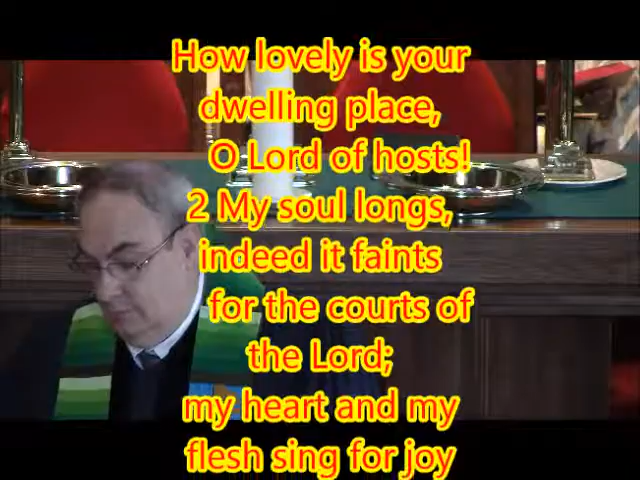 How lovely is your
dwelling place,
O Lord of hosts!
2 My soul longs,
indeed it faints
for the courts of
the Lord;
my heart and my
flesh sing for joy